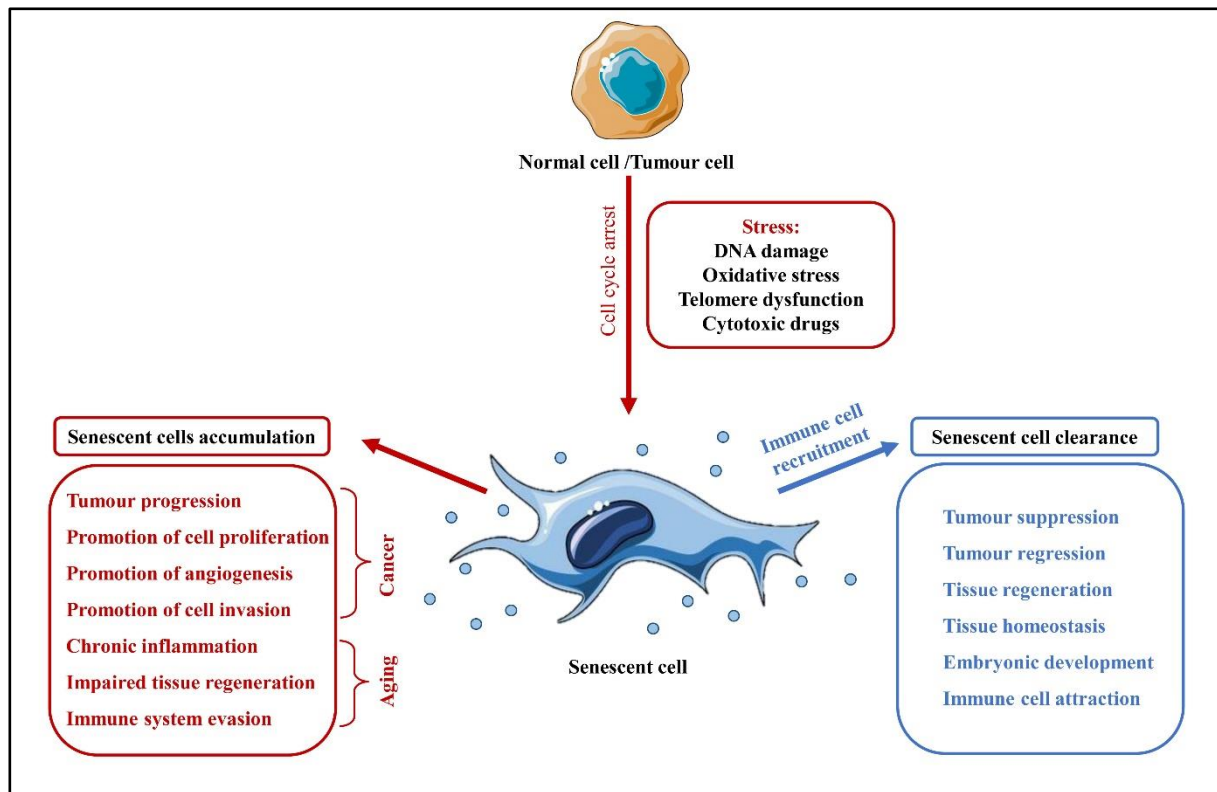 Normal cell /Tumour cell
Cell cycle arrest
Stress:
DNA damage
Oxidative stress
Telomere dysfunction
Cytotoxic drugs
Senescent cells accumulation
Tumour progression
Promotion of cell proliferation
Promotion of angiogenesis
Promotion of cell invasion
Cancer
Chronic inflammation
Impaired tissue regeneration
Immune system evasion
Aging
Senescent cell
Immune cell
recruitment
Senescent cell clearance
Tumour suppression
Tumour regression
Tissue regeneration
Tissue homeostasis
Embryonic development
Immune cell attraction